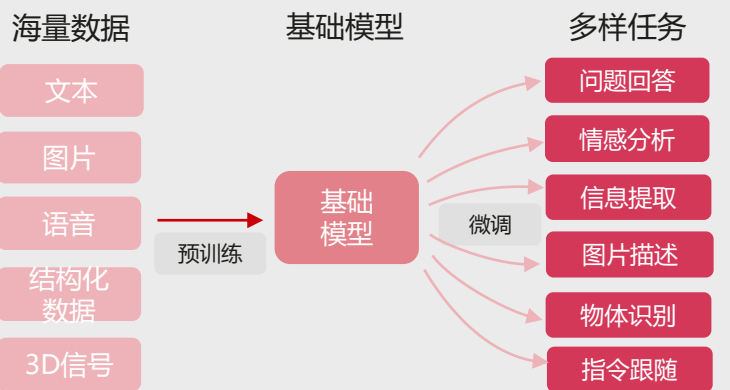 海量数据
基础模型
多样任务
文本
图片
语音
结构化
数据
3D信号
预训练
基础
模型
微调
问题回答
情感分析
信息提取
图片描述
物体识别
指令跟随